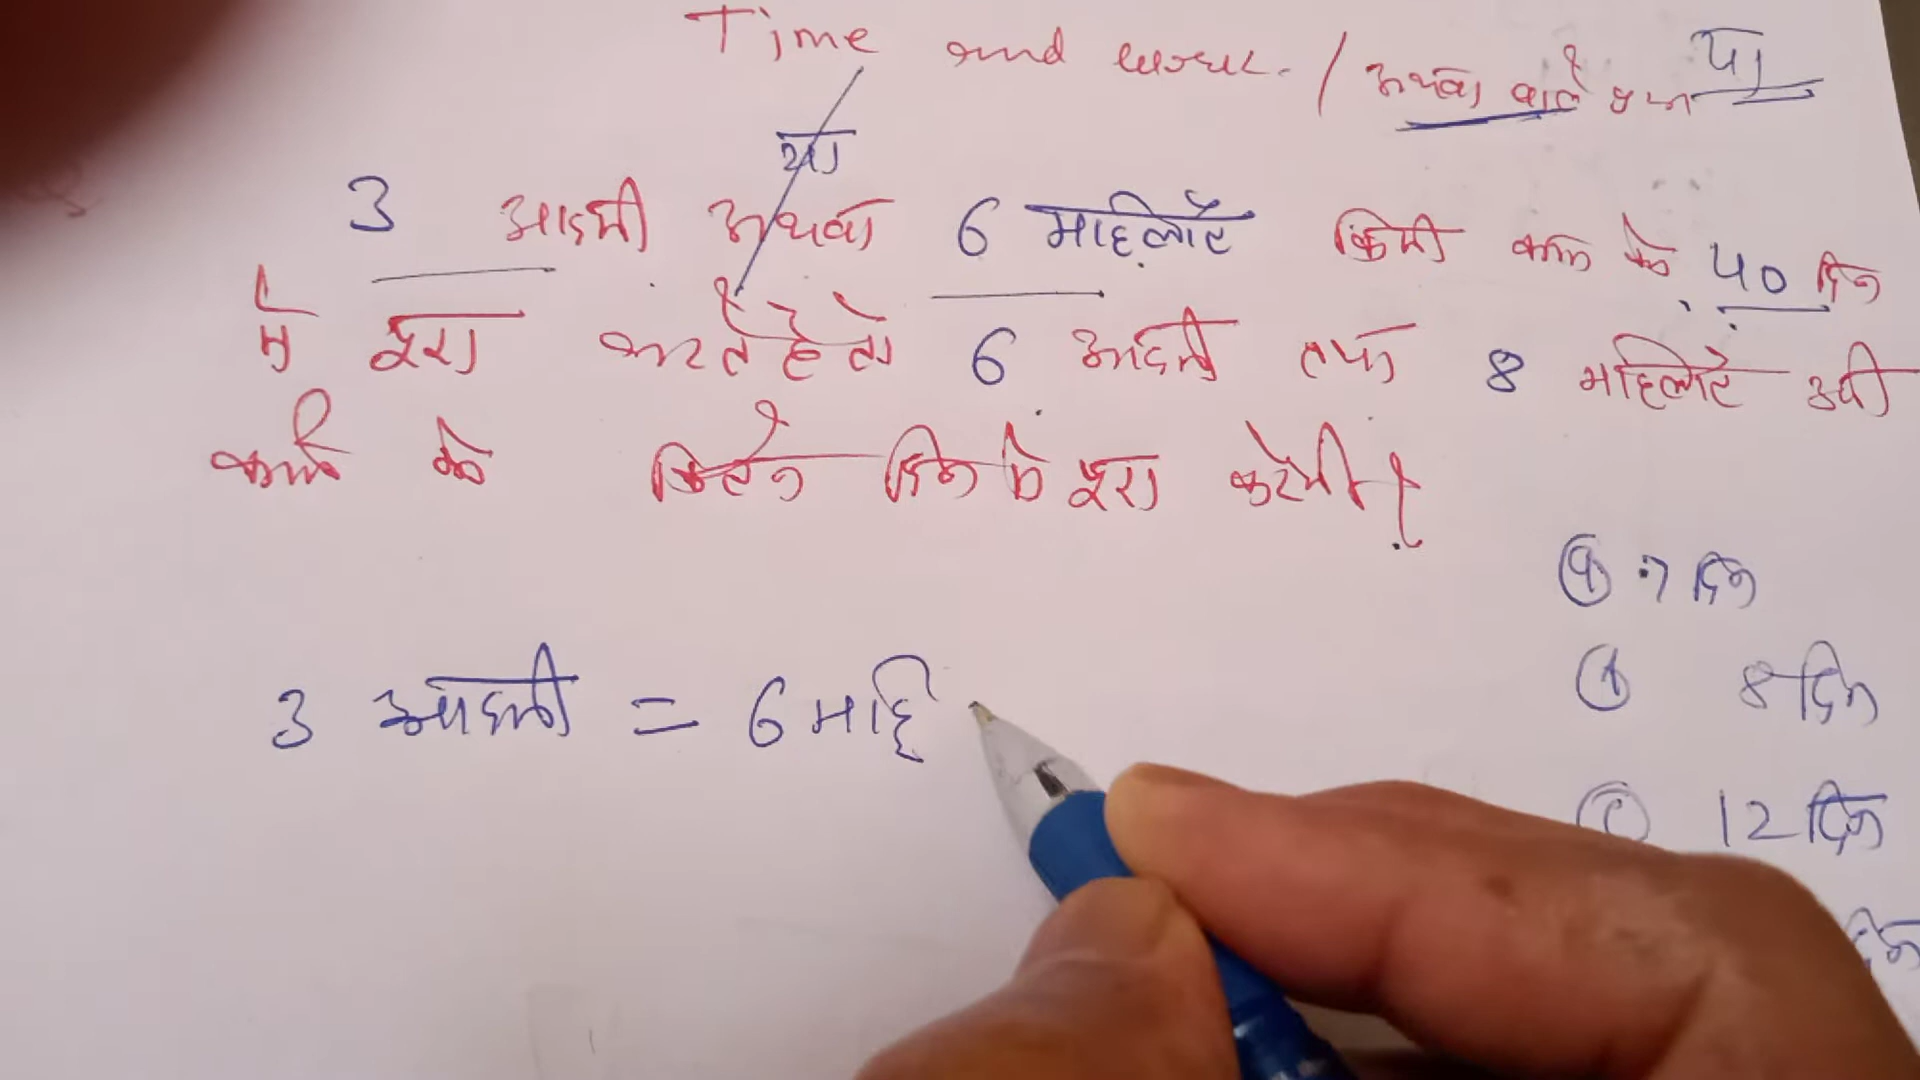 Time and work. / अथवा वाले प्रश्न
या
या
3 आदमी अथवा 6 महिलाएँ किसी काम को 40 दिन
में पूरा करते है तो 6 आदमी तथा 8 महिलाएँ उसी
कार्य को कितने दिन में पूरा करेगी।
(a) 7 दिन
8 दिन
3 आदमी = 6 महि
(c) 12 दिन
दिन